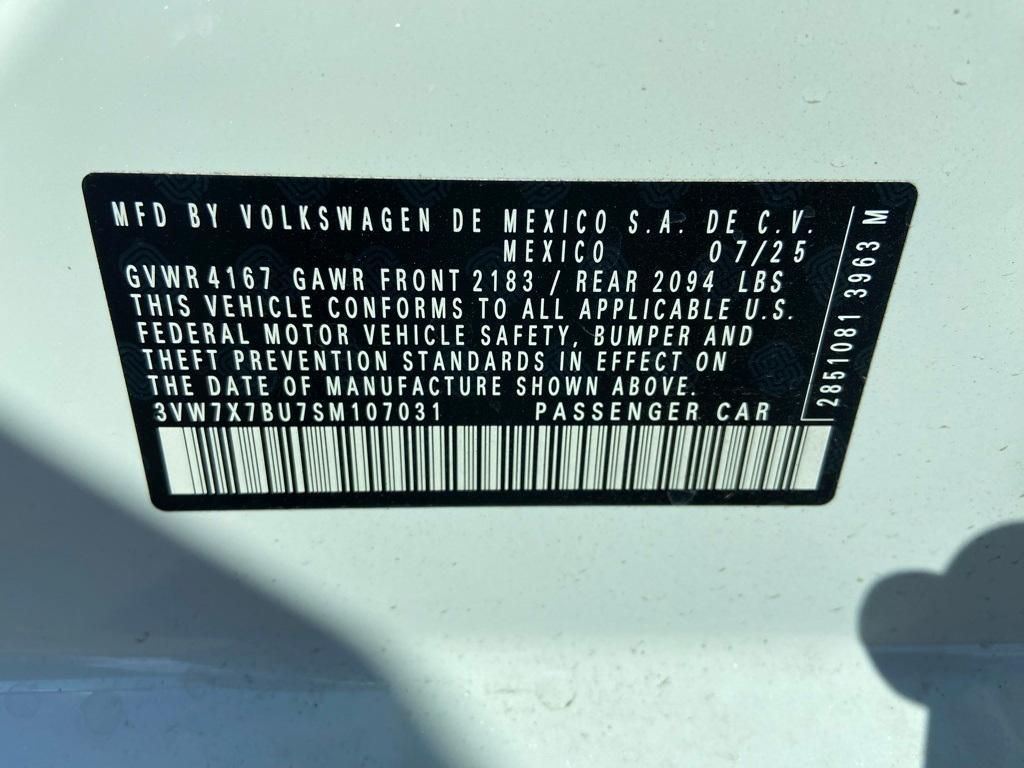 MFD BY VOLKSWAGEN DE MEXICO S.A. DE C.V.
MEXICO 07/25
GVWR 4167 GAWR FRONT 2183 / REAR 2094 LBS
THIS VEHICLE CONFORMS TO ALL APPLICABLE U.S.
FEDERAL MOTOR VEHICLE SAFETY, BUMPER AND
THEFT PREVENTION STANDARDS IN EFFECT ON
THE DATE OF MANUFACTURE SHOWN ABOVE.
3VW7X7BU7SM107031 PASSENGER CAR
2851081 3963 M